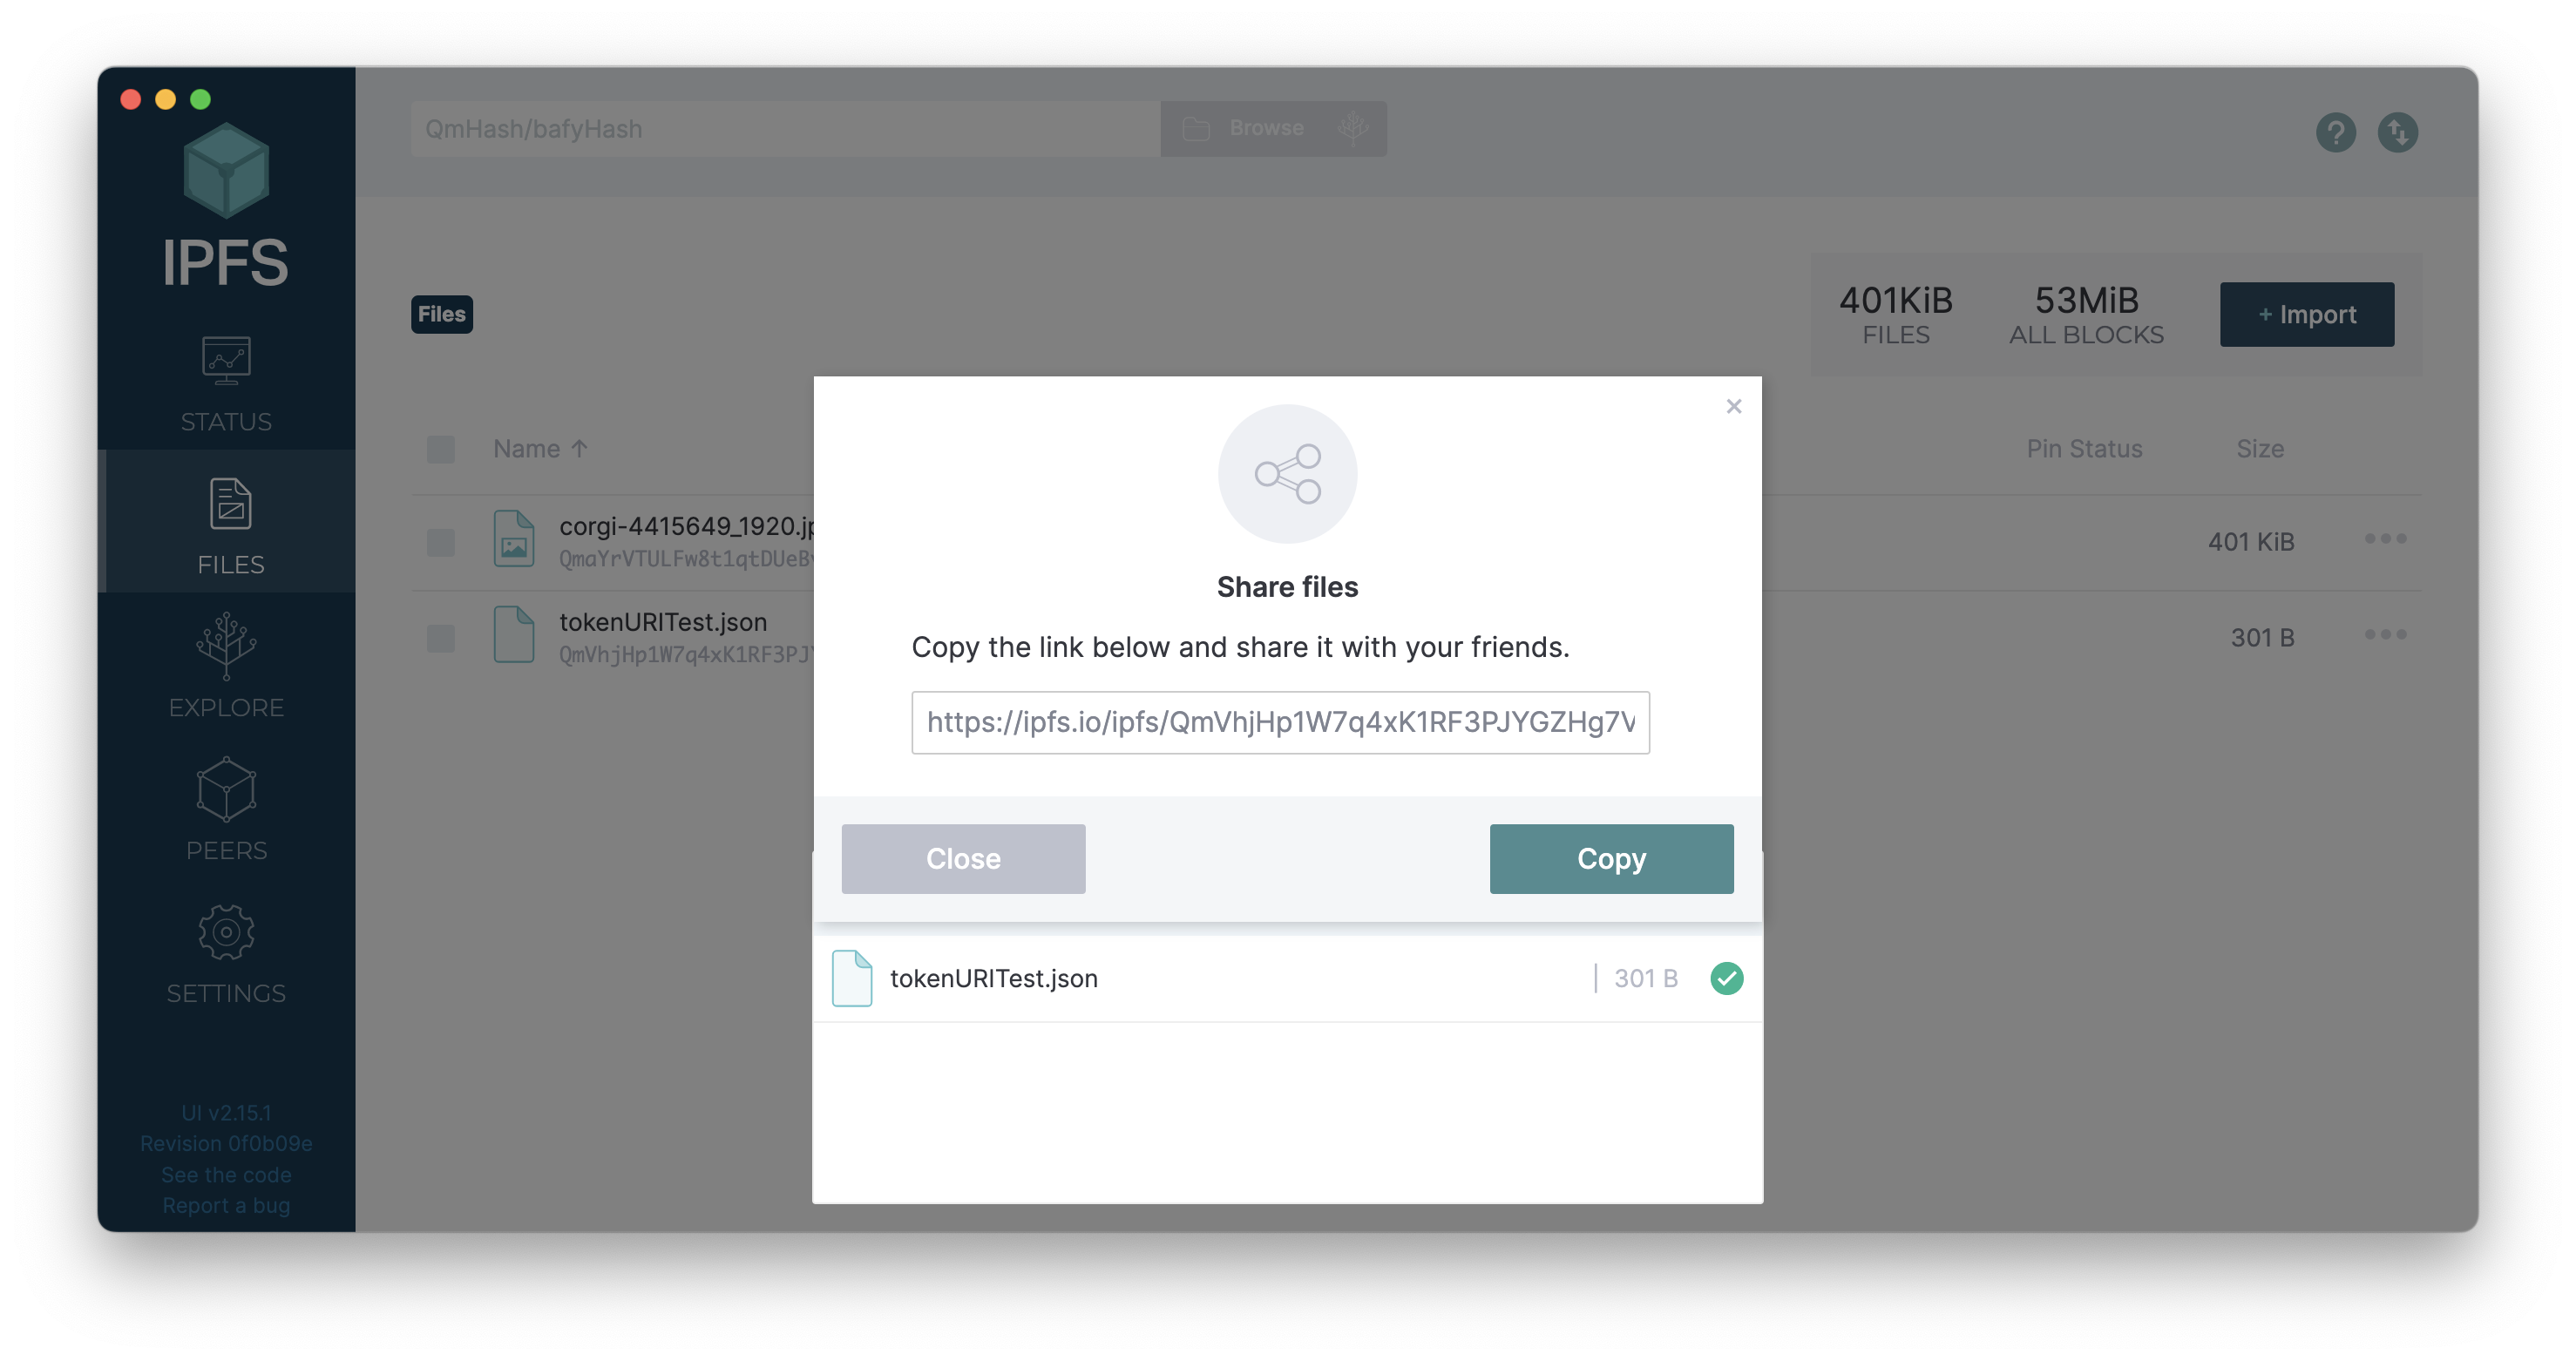 QmHash/bafyHash
Browse
IPFS
STATUS
FILES
EXPLORE
PEERS
SETTINGS
UI v2.15.1
Revision 0f0b09e
See the code
Report a bug
Files
401KiB
FILES
53MiB
ALL BLOCKS
+ Import
Name ↑
Pin Status
Size
corgi-4415649_1920.jp
QmaYrVTULFw8t1qtDUeBv
401 KiB
tokenURITest.json
QmVhjHp1W7q4xK1RF3PJY
301 B
Share files
Copy the link below and share it with your friends.
https://ipfs.io/ipfs/QmVhjHp1W7q4xK1RF3PJYGZHg7V
Close
Copy
tokenURITest.json
301 B